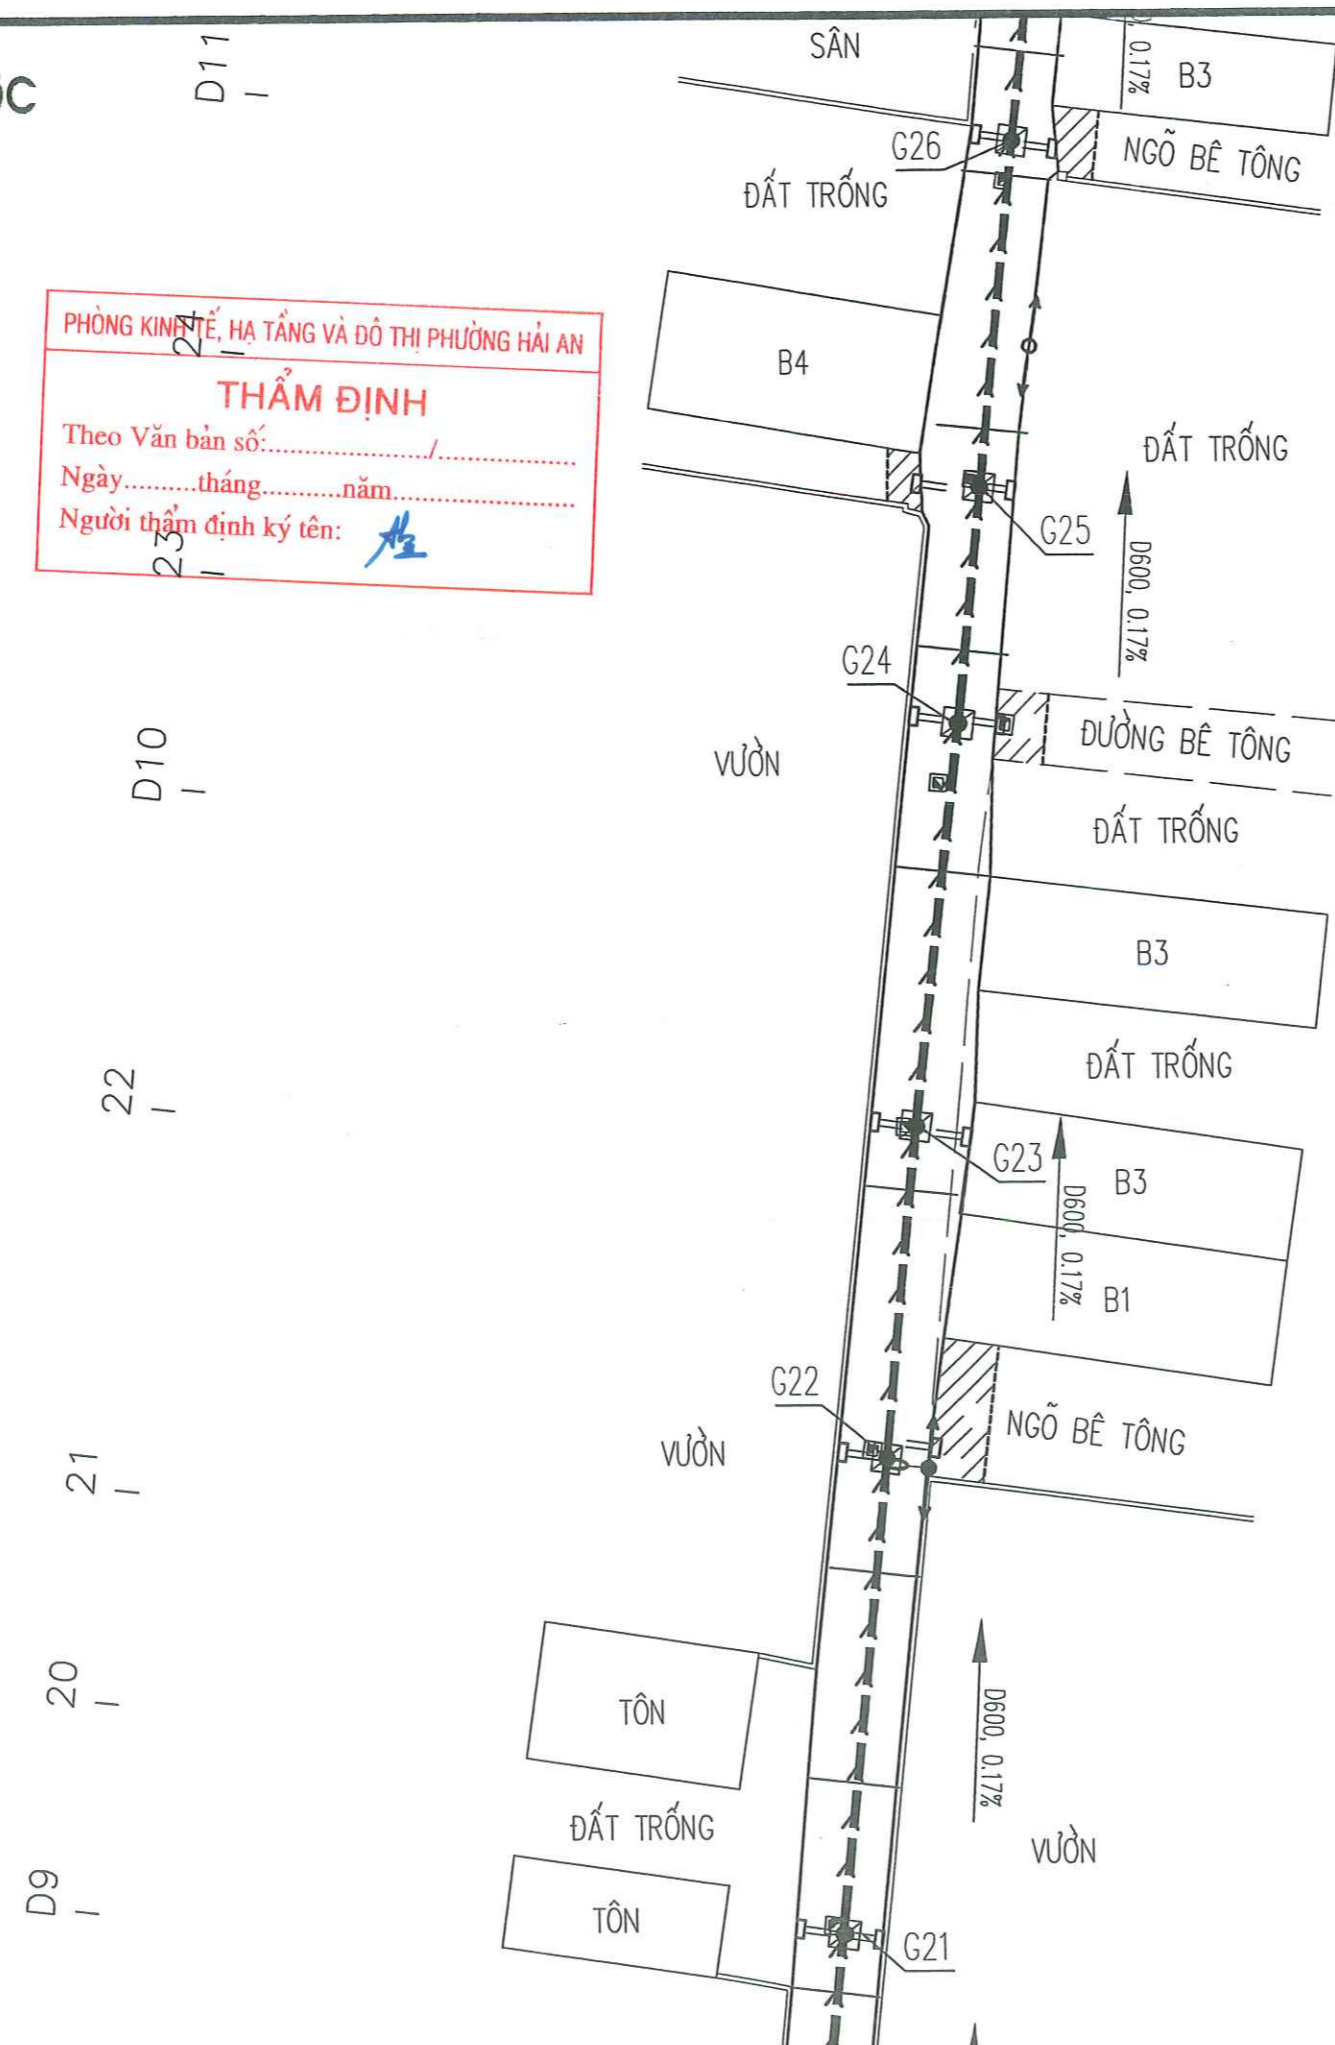 D11
SÂN
0.17%
B3
G26
NGÕ BÊ TÔNG
ĐẤT TRỐNG
24
PHÒNG KINH TẾ, HẠ TẦNG VÀ ĐÔ THỊ PHƯỜNG HẢI AN
THẨM ĐỊNH
Theo Văn bản số:...................../..................
Ngày..........tháng...........năm........................
Người thẩm định ký tên:
23
B4
ĐẤT TRỐNG
G25
D600, 0.17%
G24
D10
VƯỜN
ĐƯỜNG BÊ TÔNG
ĐẤT TRỐNG
B3
ĐẤT TRỐNG
22
G23
B3
D600, 0.17%
B1
G22
NGÕ BÊ TÔNG
VƯỜN
21
20
TÔN
D600, 0.17%
ĐẤT TRỐNG
VƯỜN
D9
TÔN
G21